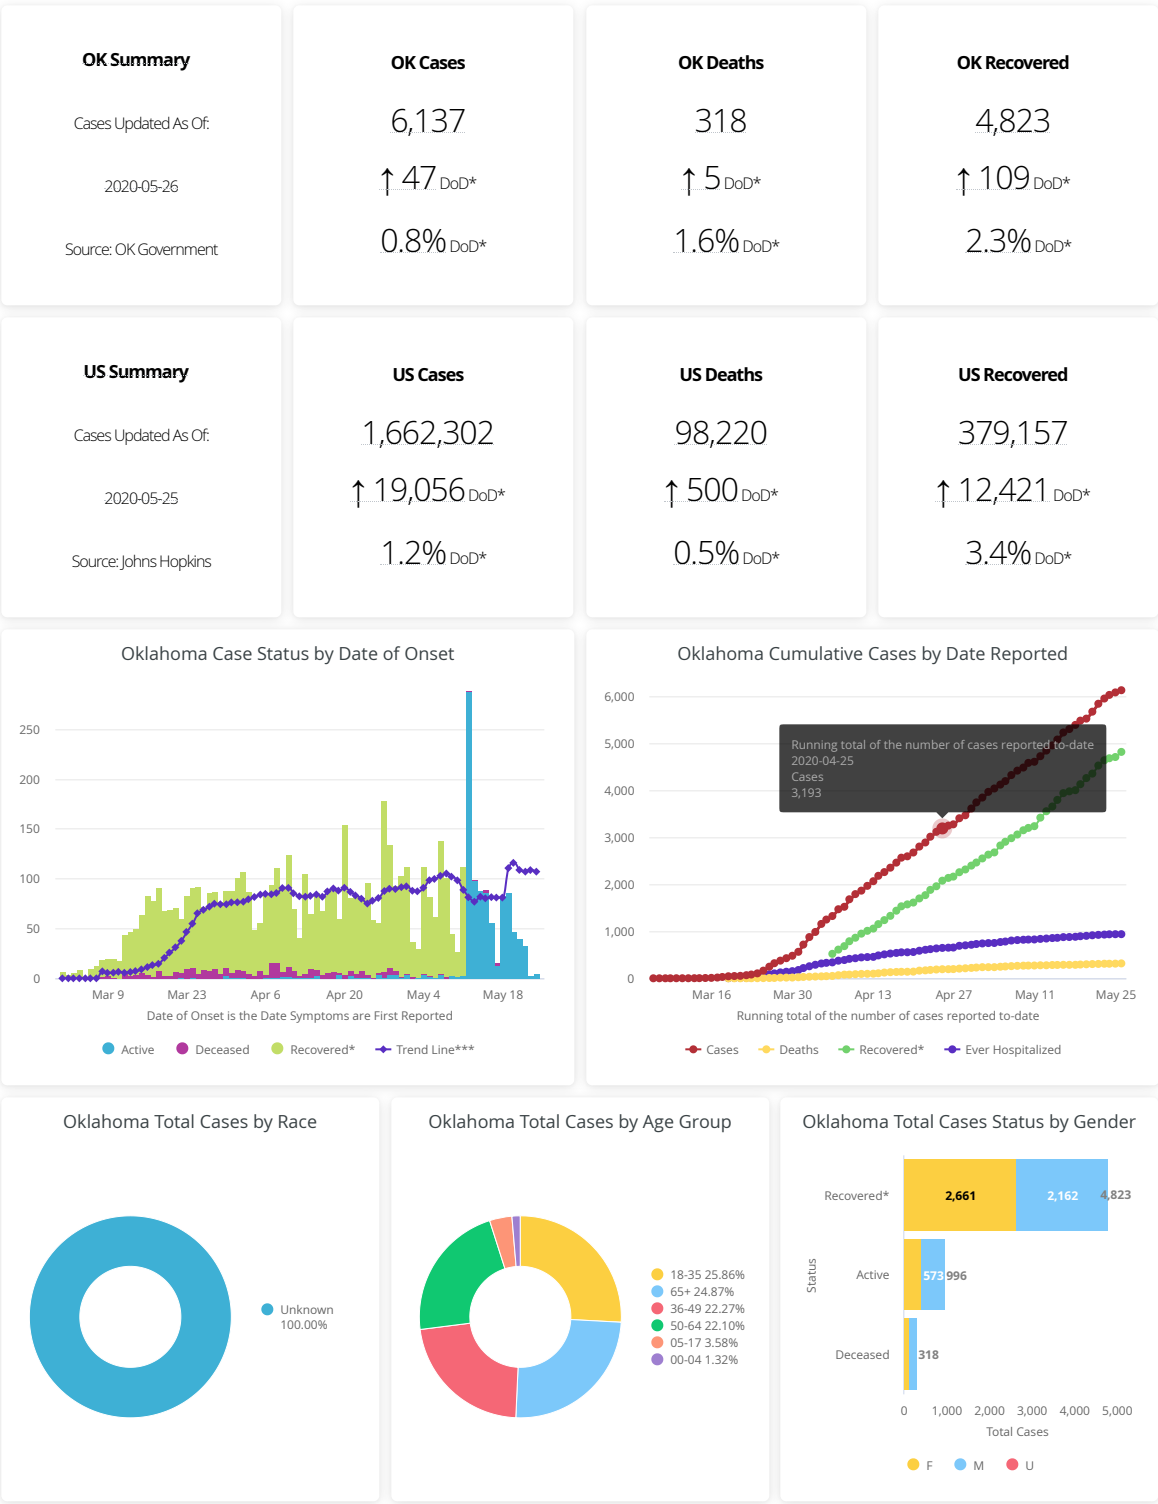 OK Summary
Cases Updated As Of:
2020-05-26
Source: OK Government
OK Cases
6,137
↑ 47 DoD*
0.8% DoD*
OK Deaths
318
↑ 5 DoD*
1.6% DoD*
OK Recovered
4,823
↑ 109 DoD*
2.3% DoD*
US Summary
Cases Updated As Of:
2020-05-25
Source: Johns Hopkins
US Cases
1,662,302
↑ 19,056 DoD*
1.2% DoD*
US Deaths
98,220
↑ 500 DoD*
0.5% DoD*
US Recovered
379,157
↑ 12,421 DoD*
3.4% DoD*
Oklahoma Case Status by Date of Onset
250
200
150
100
50
0
Mar 9 Mar 23 Apr 6 Apr 20 May 4 May 18
Date of Onset is the Date Symptoms are First Reported
Active Deceased Recovered* Trend Line***
Oklahoma Cumulative Cases by Date Reported
6,000
5,000
4,000
3,000
2,000
1,000
0
Running total of the number of cases reported to-date
2020-04-25
Cases
3,193
Mar 16 Mar 30 Apr 13 Apr 27 May 11 May 25
Running total of the number of cases reported to-date
Cases Deaths Recovered* Ever Hospitalized
Oklahoma Total Cases by Race
Unknown
100.00%
Oklahoma Total Cases by Age Group
18-35 25.86%
65+ 24.87%
36-49 22.27%
50-64 22.10%
05-17 3.58%
00-04 1.32%
Oklahoma Total Cases Status by Gender
Status
Recovered* 2,661 2,162 4,823
Active 573 996
Deceased 318
0 1,000 2,000 3,000 4,000 5,000
Total Cases
F M U